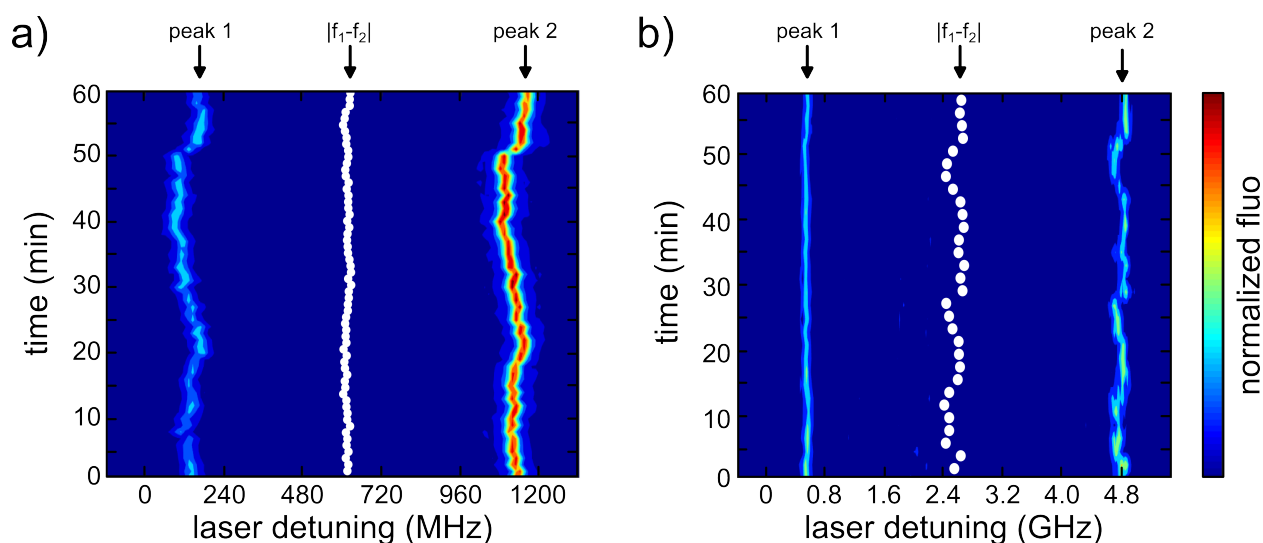 a)
peak 1
|f₁-f₂|
peak 2
60
50
40
30
20
10
0
time (min)
0 240 480 720 960 1200
laser detuning (MHz)
b)
peak 1
|f₁-f₂|
peak 2
60
50
40
30
20
10
0
time (min)
0 0.8 1.6 2.4 3.2 4.0 4.8
laser detuning (GHz)
normalized fluo